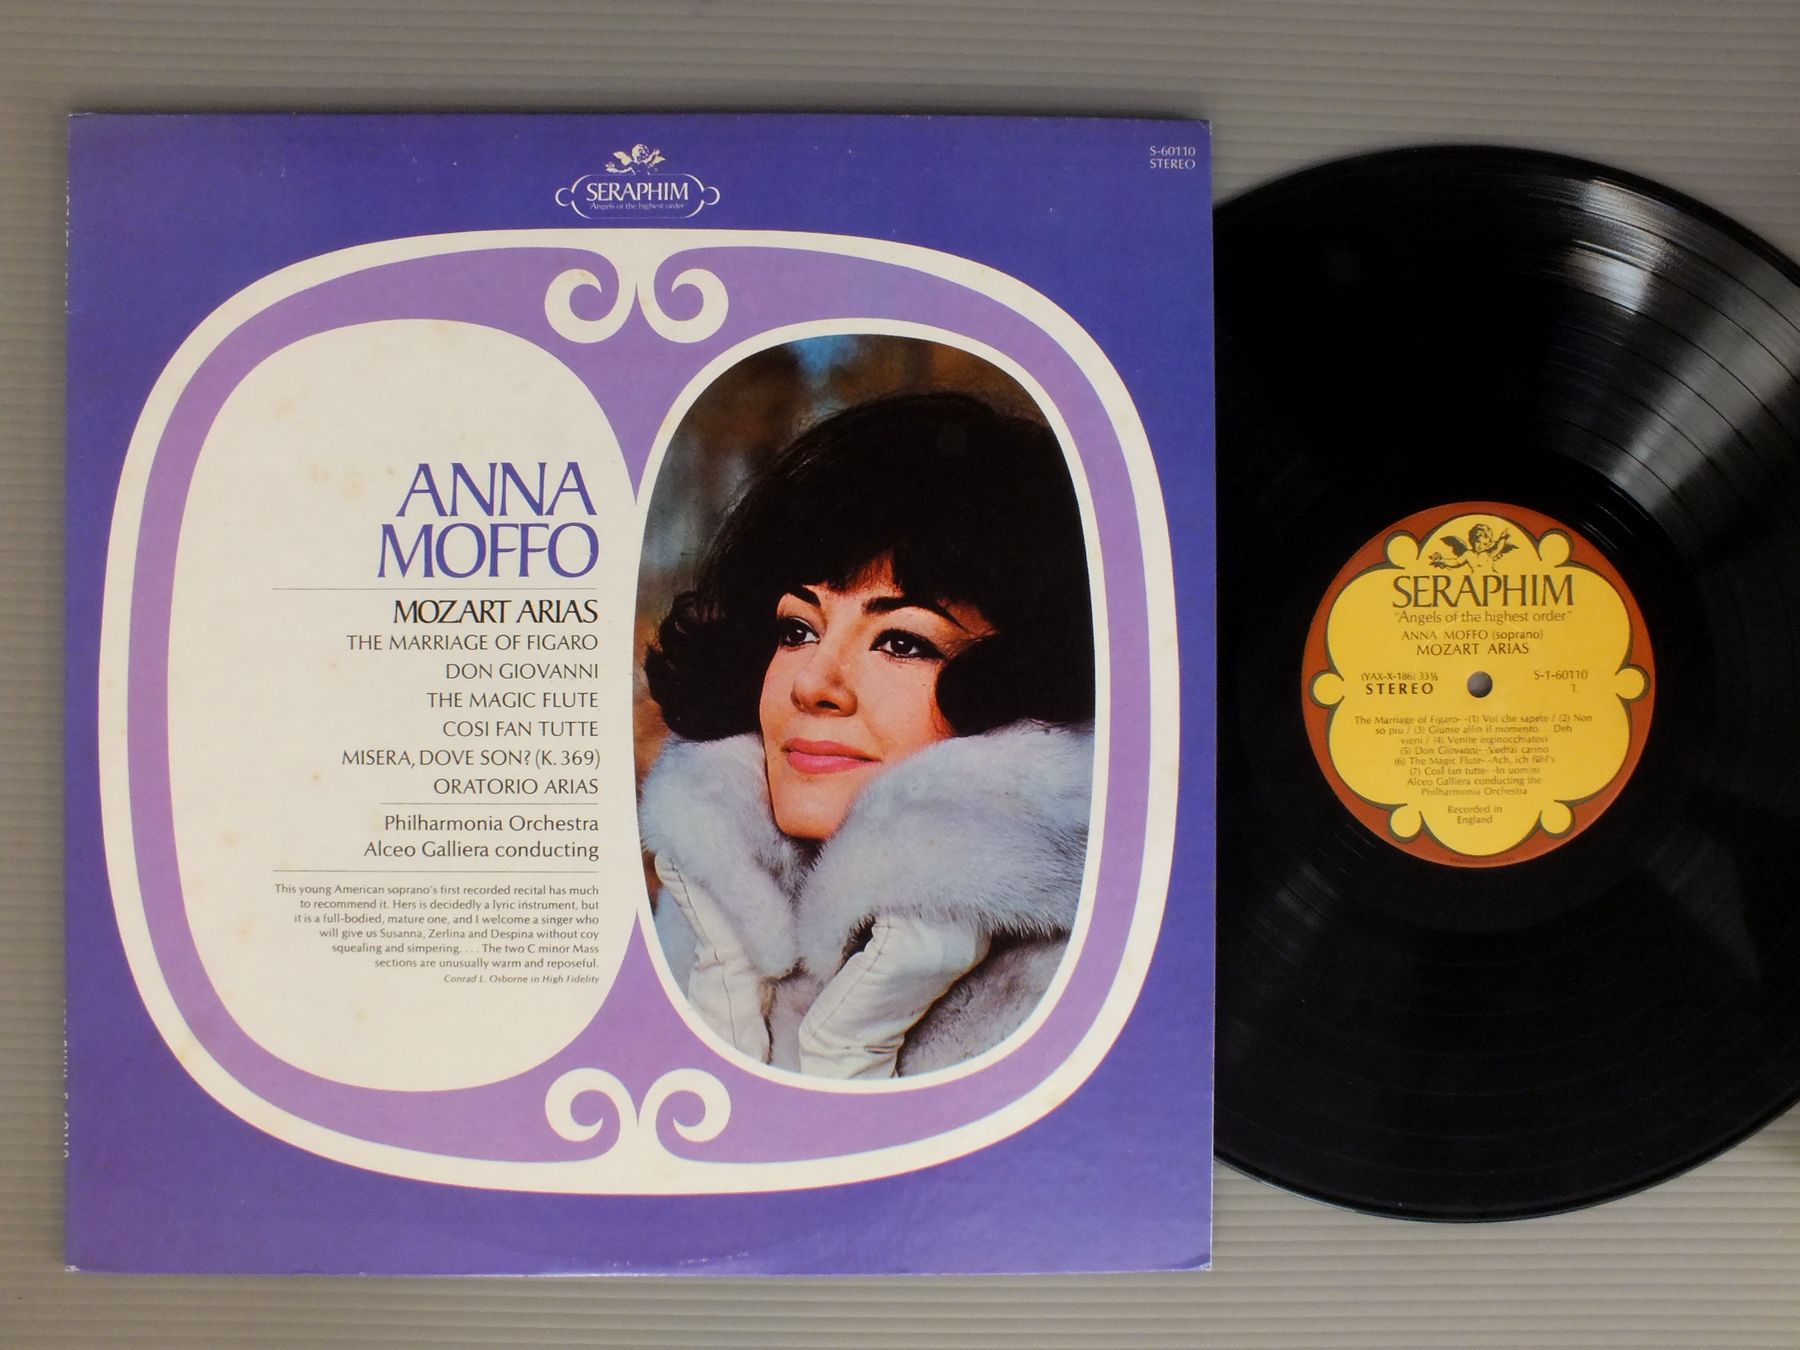 SERAPHIM
Angels of the highest order
S-60110
STEREO
ANNA
MOFFO
MOZART ARIAS
THE MARRIAGE OF FIGARO
DON GIOVANNI
THE MAGIC FLUTE
COSI FAN TUTTE
MISERA, DOVE SON? (K. 369)
ORATORIO ARIAS
Philharmonia Orchestra
Alceo Galliera conducting
This young American soprano's first recorded recital has much
to recommend it. Hers is decidedly a lyric instrument, but
it is a full-bodied, mature one, and I welcome a singer who
will give us Susanna, Zerlina and Despina without coy
squealing and simpering. . . . The two C minor Mass
sections are unusually warm and reposeful.
Conrad L. Osborne in High Fidelity
SERAPHIM
"Angels of the highest order"
ANNA MOFFO (soprano)
MOZART ARIAS
(YAX-X-186) 33⅓
STEREO
S-1-60110
1.
The Marriage of Figaro--(1) Voi che sapete / (2) Non
so piu / (3) Giunse alfin il momento. . . Deh
vieni / (4) Venite inginocchiatevi
(5) Don Giovanni--Vedrai carino
(6) The Magic Flute--Ach, ich fühl's
(7) Cosi fan tutte--In uomini
Alceo Galliera conducting the
Philharmonia Orchestra
Recorded in
England